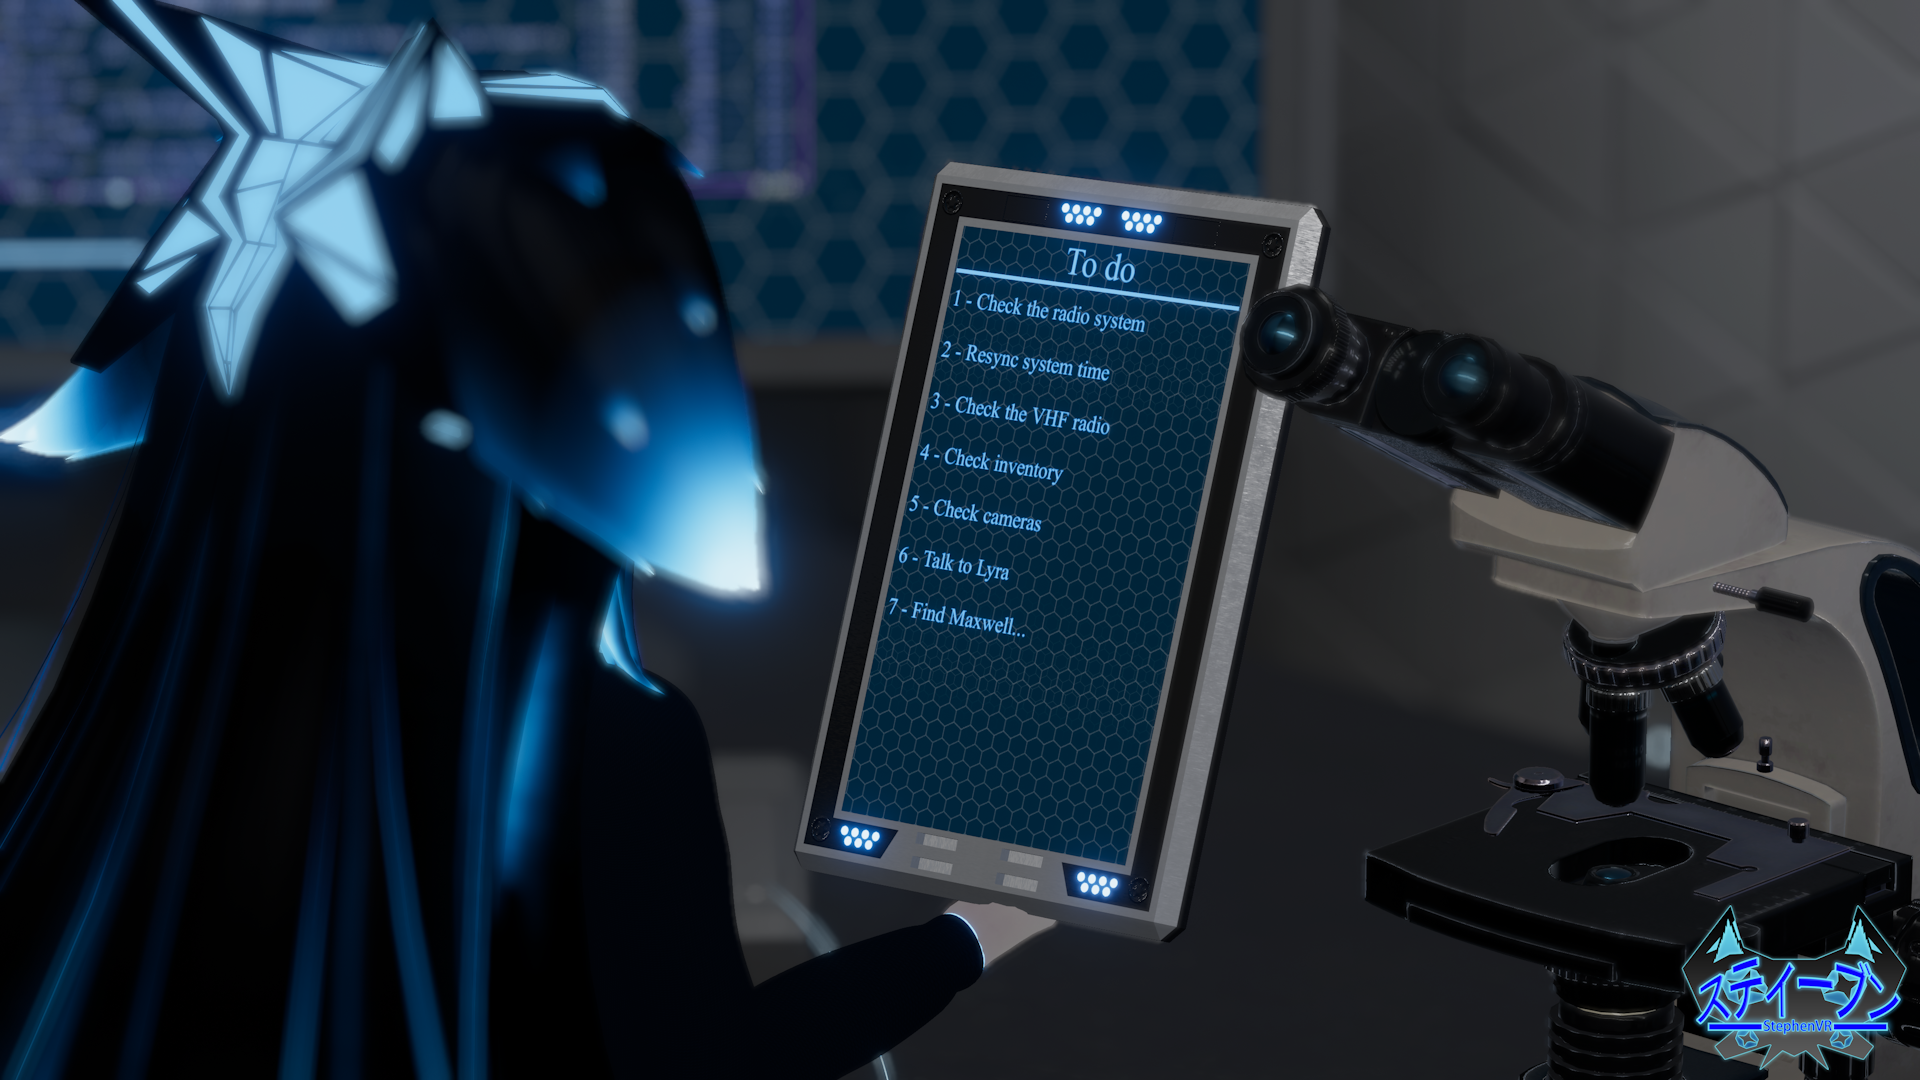 To do
1 - Check the radio system
2 - Resync system time
3 - Check the VHF radio
4 - Check inventory
5 - Check cameras
6 - Talk to Lyra
7 - Find Maxwell...
スティーブン
StephenVR